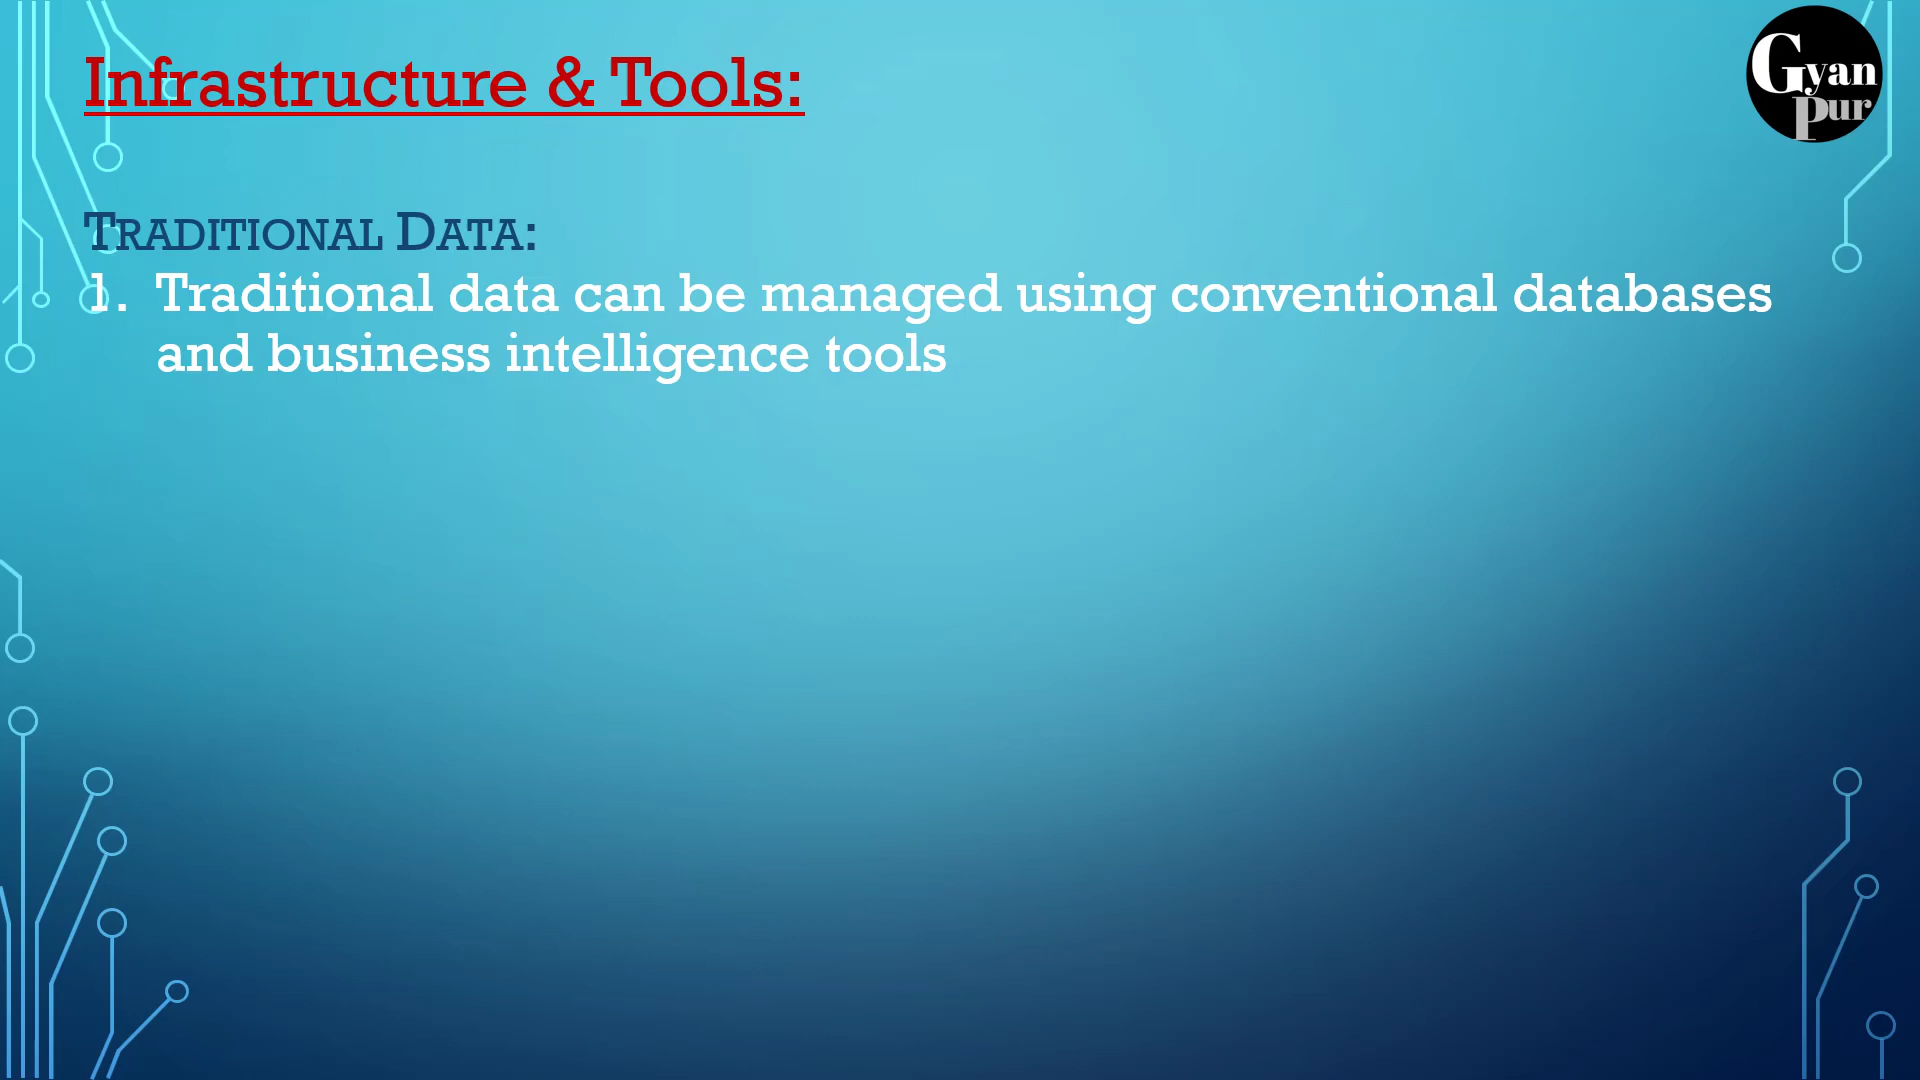 Infrastructure & Tools:
Gyan
Pur
TRADITIONAL DATA:
1. Traditional data can be managed using conventional databases
and business intelligence tools